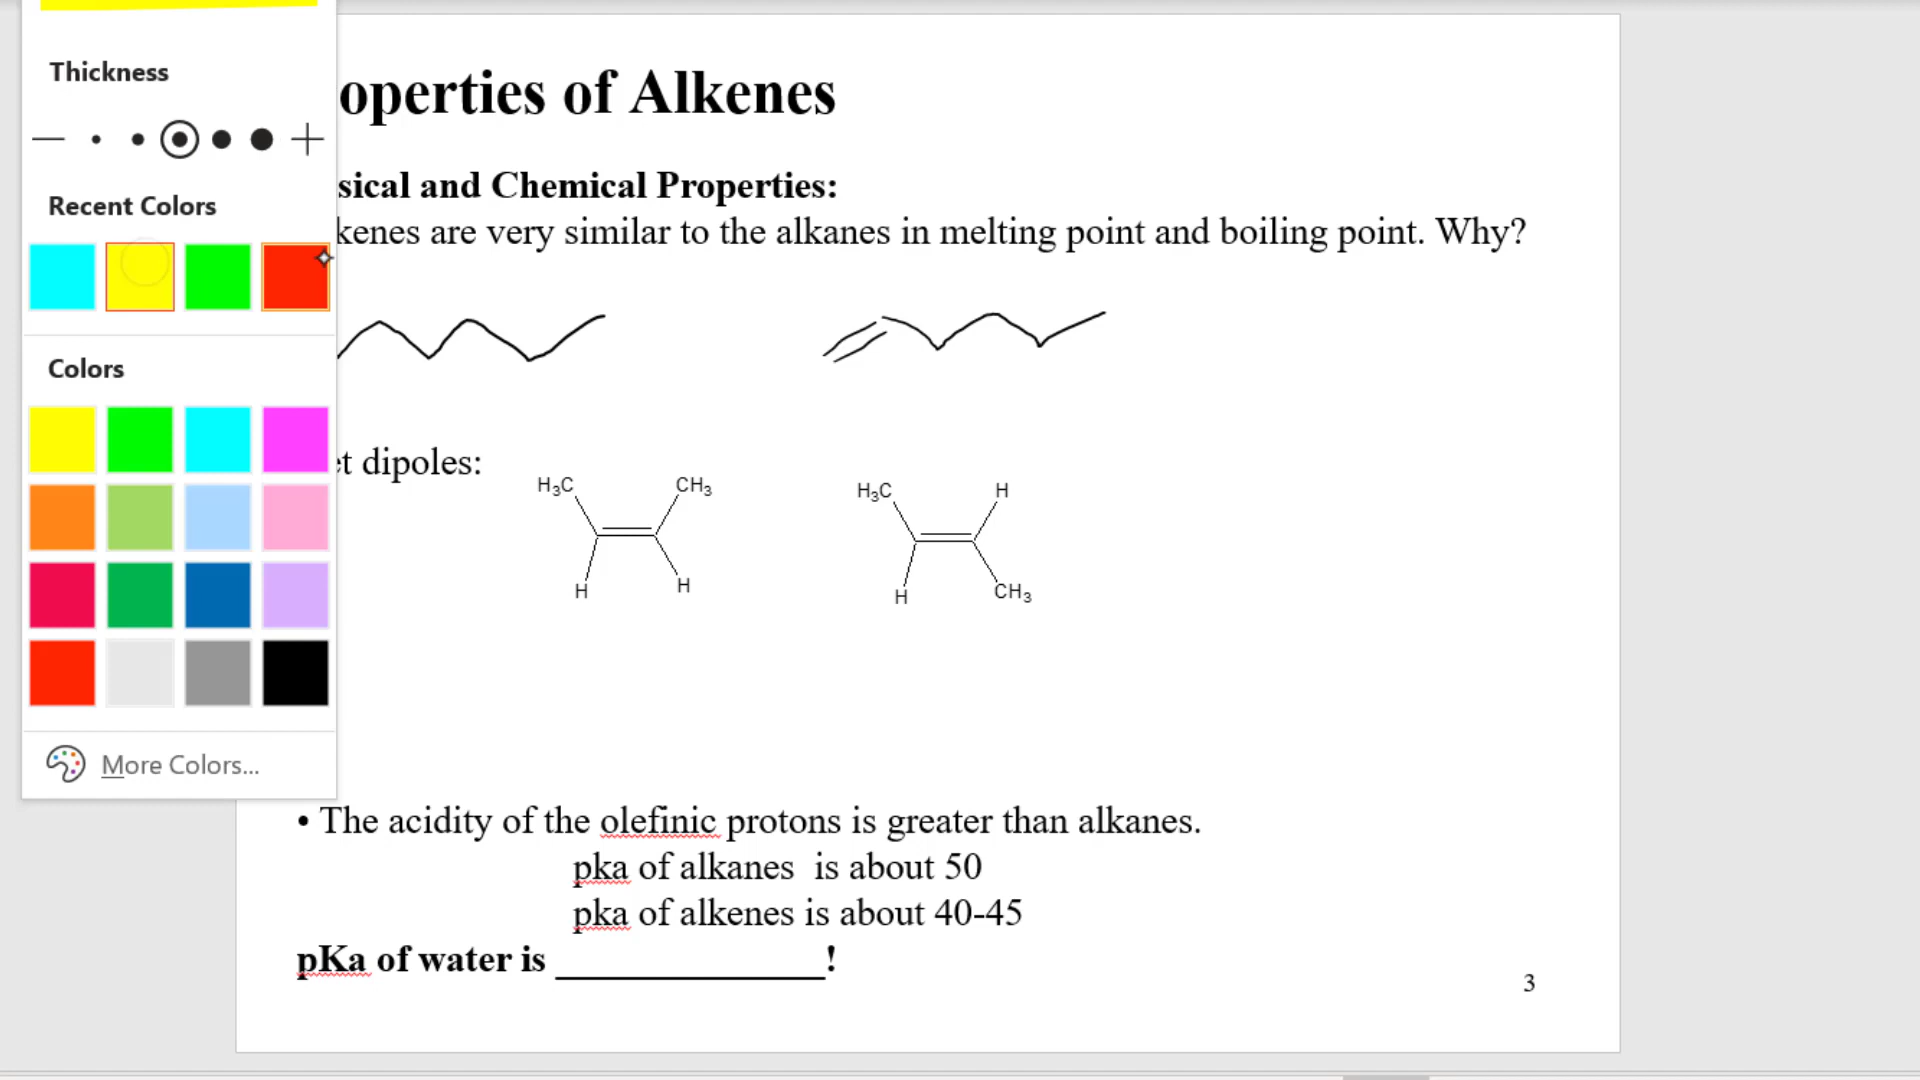 Thickness
Recent Colors
Colors
More Colors...
operties of Alkenes
sical and Chemical Properties:
kenes are very similar to the alkanes in melting point and boiling point. Why?
t dipoles:
H₃C CH₃ H H
H₃C H H CH₃
• The acidity of the olefinic protons is greater than alkanes.
pka of alkanes is about 50
pka of alkenes is about 40-45
pKa of water is ______________!
3